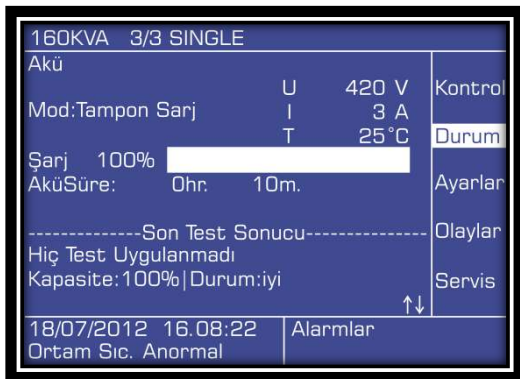 160KVA 3/3 SINGLE
Akü
U 420 V
Mod:Tampon Sarj I 3 A
T 25°C
Şarj 100%
AküSüre: 0hr. 10m.
-------------Son Test Sonucu--------------
Hiç Test Uygulanmadı
Kapasite:100%|Durum:iyi
↑↓
Kontrol
Durum
Ayarlar
Olaylar
Servis
18/07/2012 16.08:22
Ortam Sıc. Anormal
Alarmlar